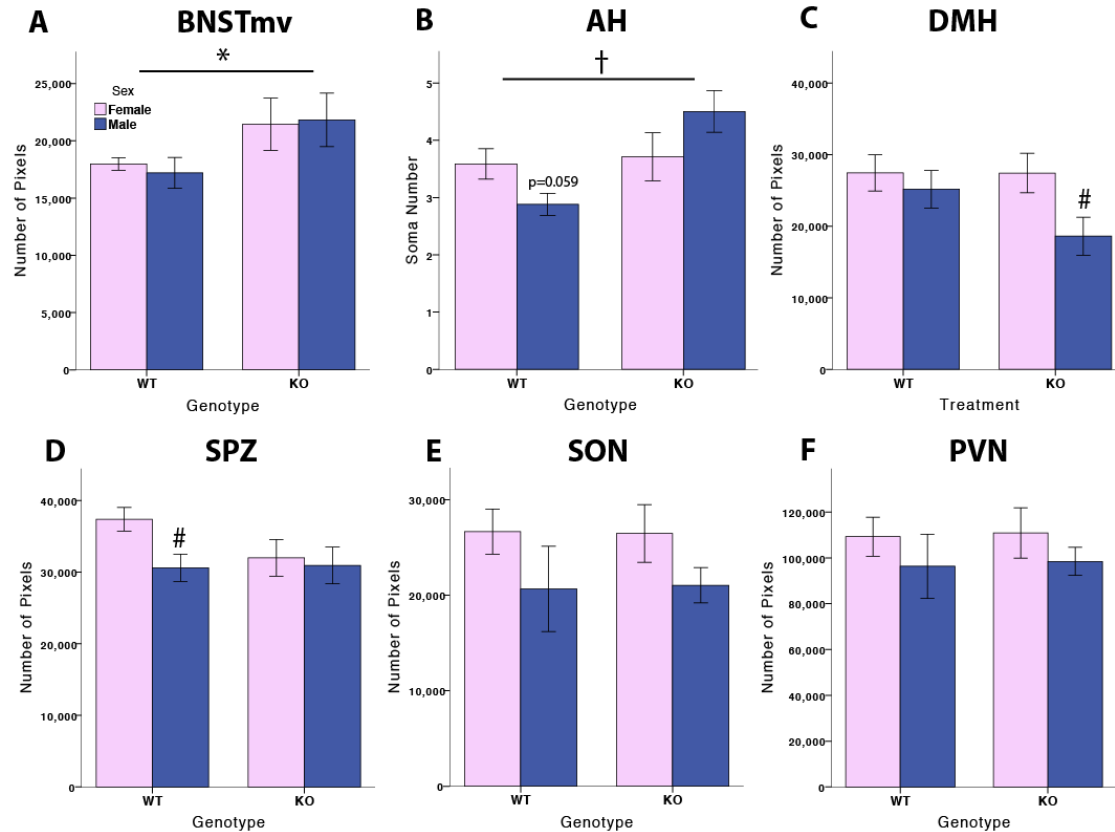 A BNSTmv
*
Sex
Female
Male
25,000
20,000
15,000
10,000
5,000
0
Number of Pixels
WT KO
Genotype
B AH
†
p=0.059
5
4
3
2
1
0
Soma Number
WT KO
Genotype
C DMH
#
40,000
30,000
20,000
10,000
0
Number of Pixels
WT KO
Treatment
D SPZ
#
40,000
30,000
20,000
10,000
0
Number of Pixels
WT KO
Genotype
E SON
30,000
20,000
10,000
0
Number of Pixels
WT KO
Genotype
F PVN
120,000
100,000
80,000
60,000
40,000
20,000
0
Number of Pixels
WT KO
Genotype